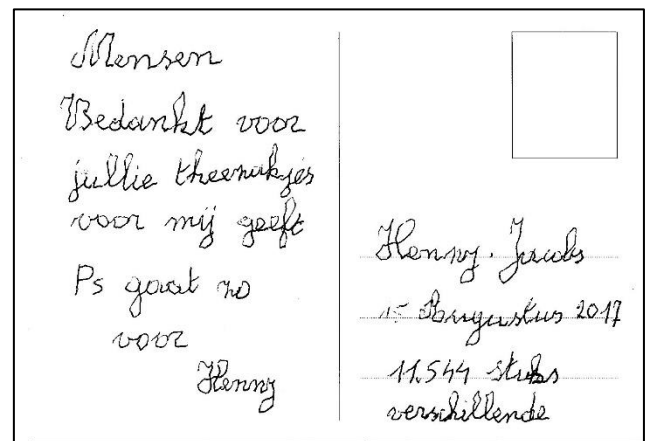 Mensen
Bedankt voor
jullie theezakjes
voor mij geeft
Ps gaat zo
voor
Henny
Henny. Jacobs
15 Augustus 2017
11.544 stuks
verschillende